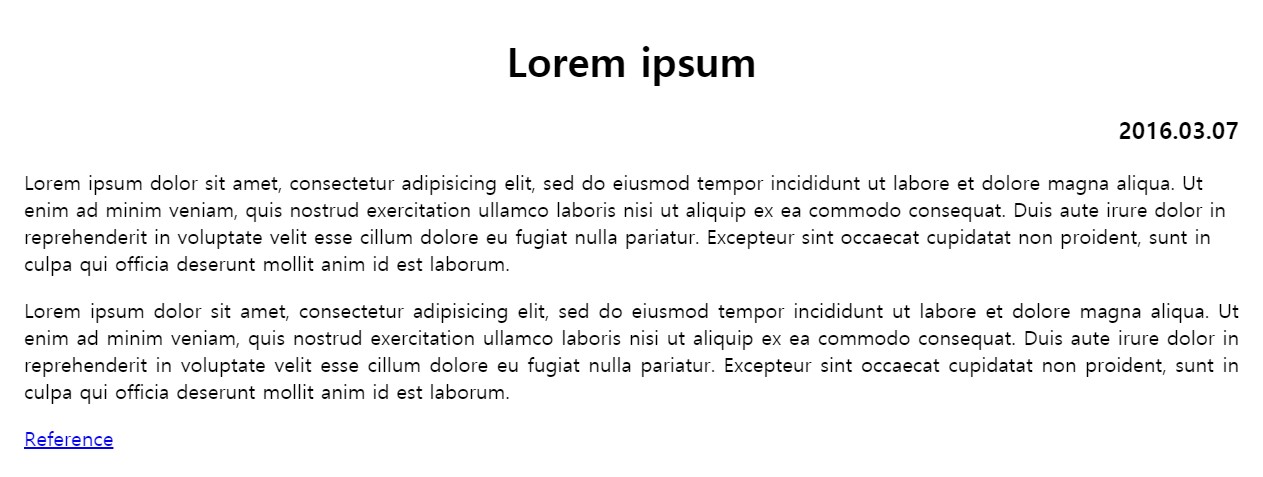 Lorem ipsum
2016.03.07
Lorem ipsum dolor sit amet, consectetur adipisicing elit, sed do eiusmod tempor incididunt ut labore et dolore magna aliqua. Ut
enim ad minim veniam, quis nostrud exercitation ullamco laboris nisi ut aliquip ex ea commodo consequat. Duis aute irure dolor in
reprehenderit in voluptate velit esse cillum dolore eu fugiat nulla pariatur. Excepteur sint occaecat cupidatat non proident, sunt in
culpa qui officia deserunt mollit anim id est laborum.
Lorem ipsum dolor sit amet, consectetur adipisicing elit, sed do eiusmod tempor incididunt ut labore et dolore magna aliqua. Ut
enim ad minim veniam, quis nostrud exercitation ullamco laboris nisi ut aliquip ex ea commodo consequat. Duis aute irure dolor in
reprehenderit in voluptate velit esse cillum dolore eu fugiat nulla pariatur. Excepteur sint occaecat cupidatat non proident, sunt in
culpa qui officia deserunt mollit anim id est laborum.
Reference